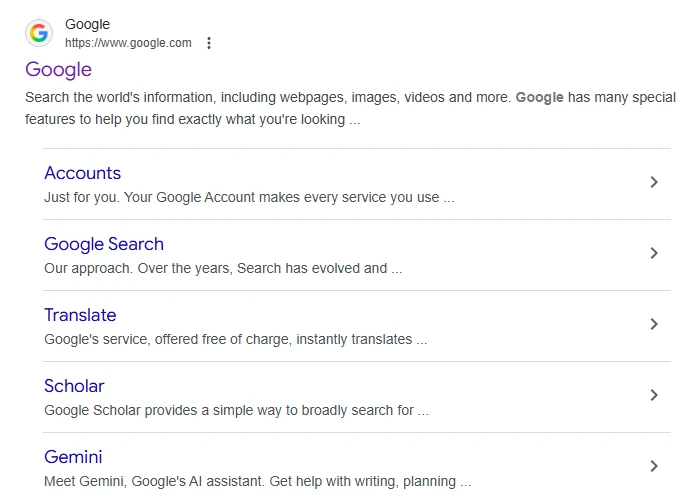 Google
https://www.google.com
Google
Search the world's information, including webpages, images, videos and more. Google has many special
features to help you find exactly what you're looking ...
Accounts
Just for you. Your Google Account makes every service you use ...
Google Search
Our approach. Over the years, Search has evolved and ...
Translate
Google's service, offered free of charge, instantly translates ...
Scholar
Google Scholar provides a simple way to broadly search for ...
Gemini
Meet Gemini, Google's AI assistant. Get help with writing, planning ...